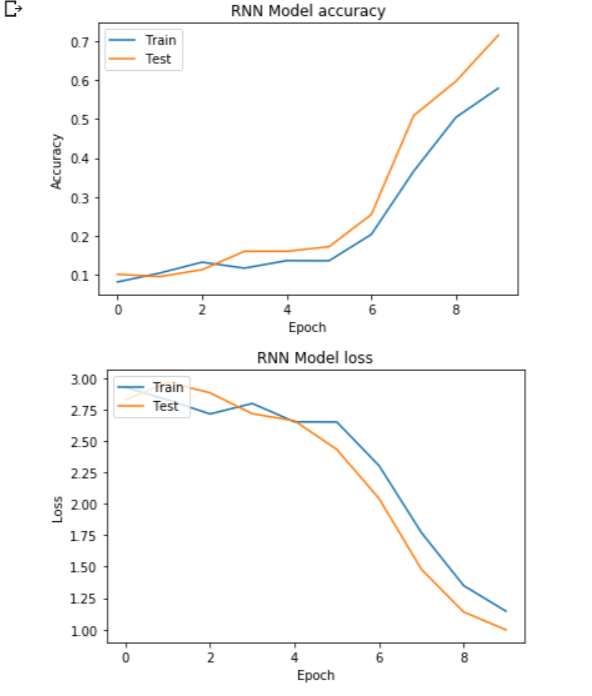 RNN Model accuracy
Train
Test
0.7
0.6
0.5
0.4
0.3
0.2
0.1
Accuracy
0 2 4 6 8
Epoch
RNN Model loss
Train
Test
3.00
2.75
2.50
2.25
2.00
1.75
1.50
1.25
1.00
Loss
0 2 4 6 8
Epoch